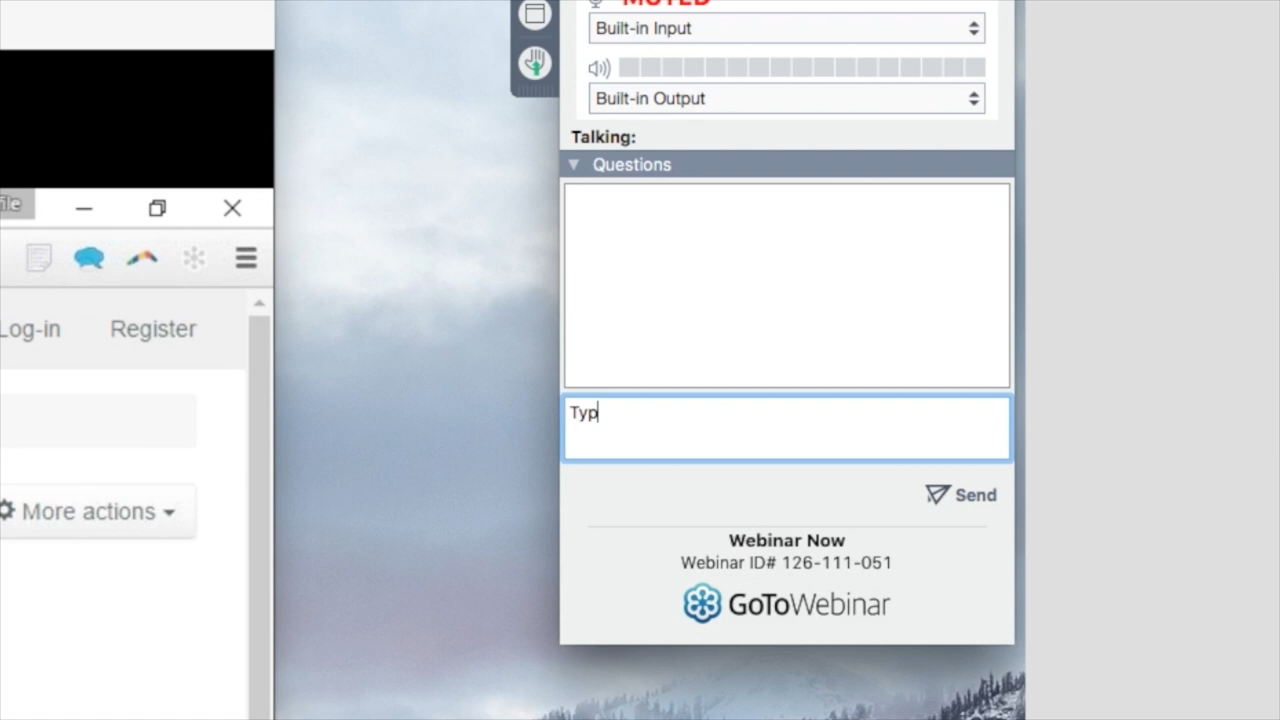 MUTED
Built-in Input
Built-in Output
Talking:
Questions
Typ
Send
Webinar Now
Webinar ID# 126-111-051
GoToWebinar
Log-in
Register
More actions